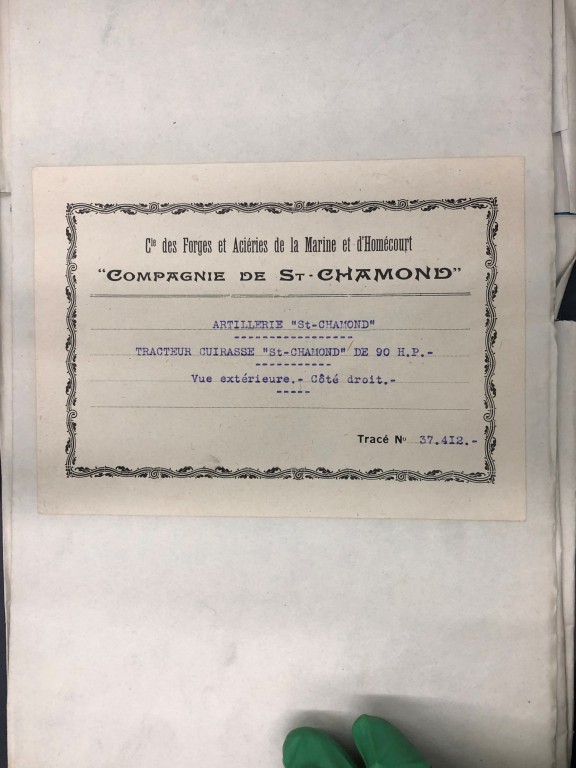 Cie des Forges et Aciéries de la Marine et d'Homécourt
"COMPAGNIE DE ST-CHAMOND"
ARTILLERIE "St-CHAMOND"
TRACTEUR CUIRASSE "St-CHAMOND" DE 90 H.P.-
Vue extérieure.- Côté droit.-
Tracé No 37.412.-